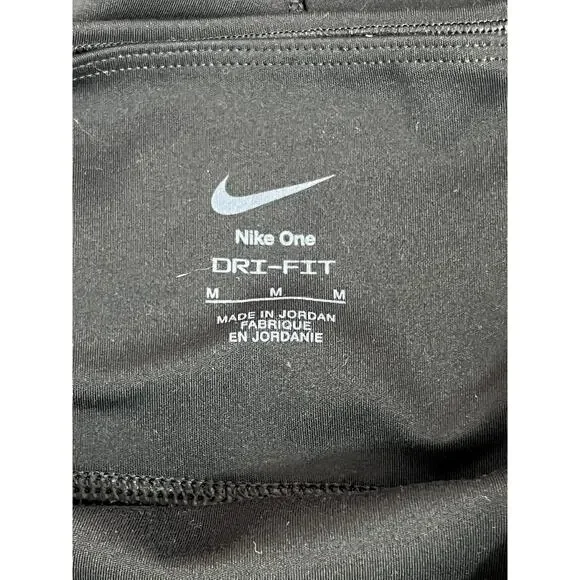 Nike One
DRI-FIT
M M M
MADE IN JORDAN
FABRIQUE
EN JORDANIE